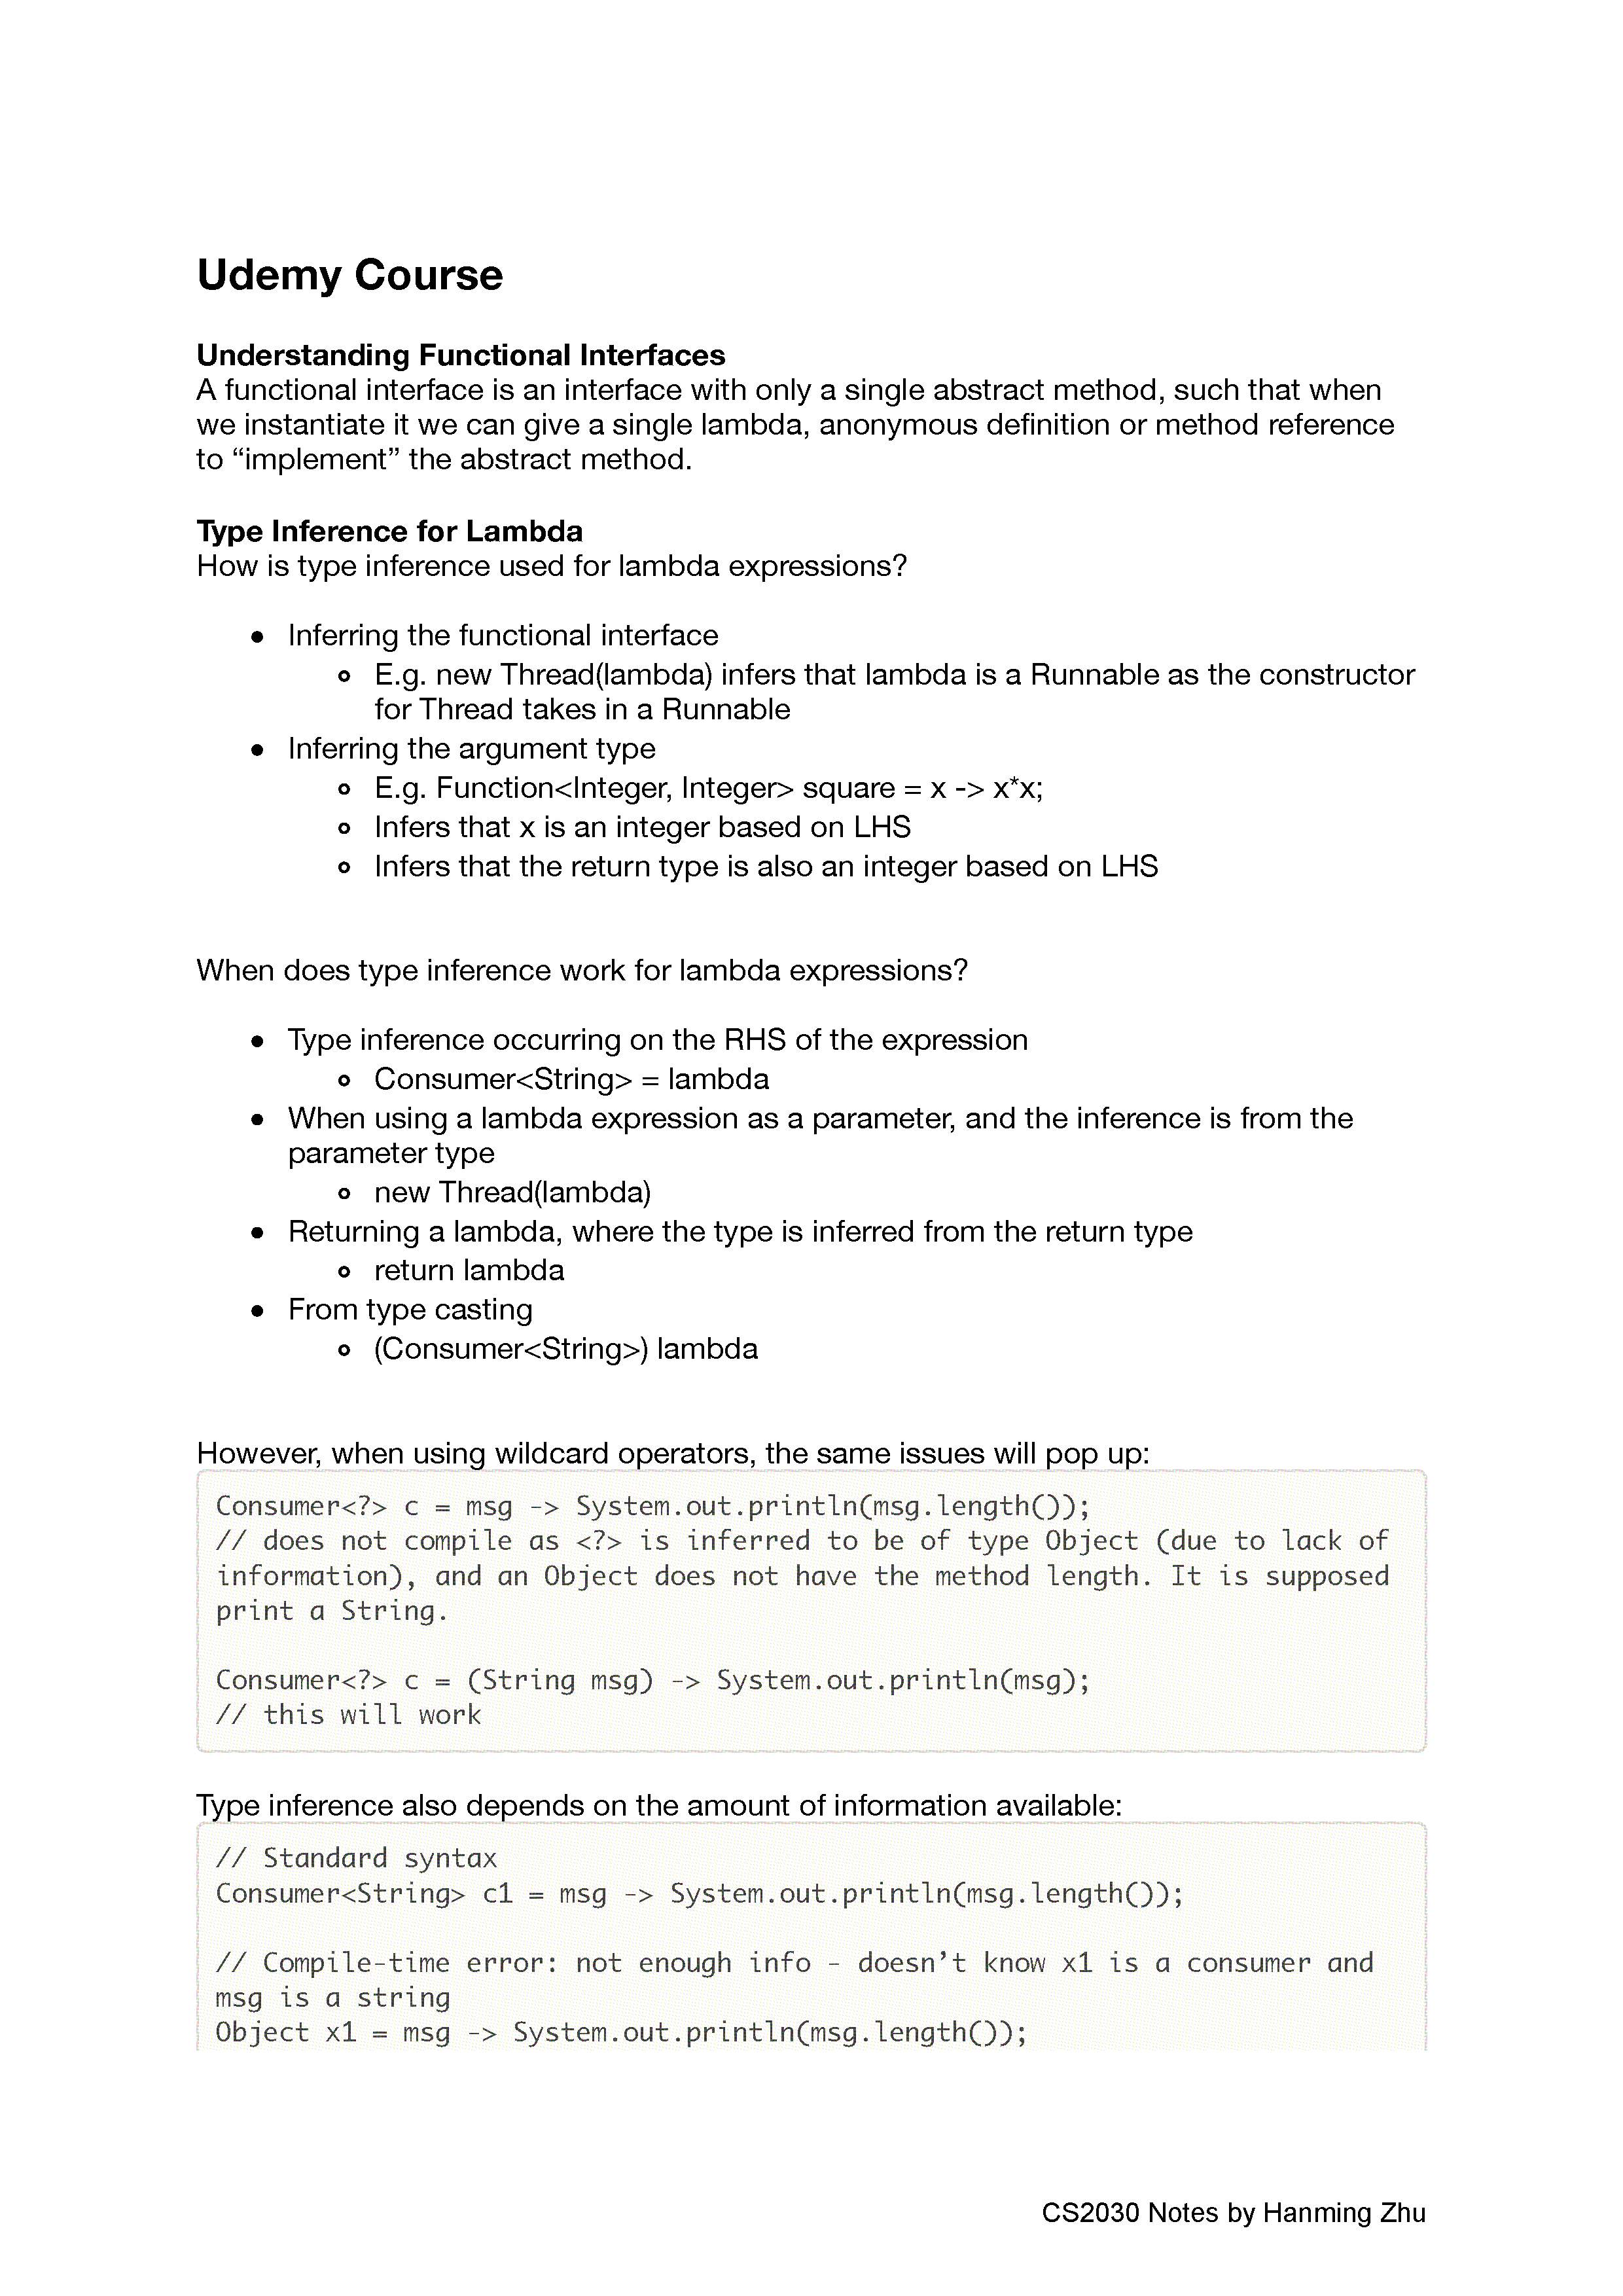 Udemy Course
Understanding Functional Interfaces
A functional interface is an interface with only a single abstract method, such that when
we instantiate it we can give a single lambda, anonymous definition or method reference
to “implement” the abstract method.
Type Inference for Lambda
How is type inference used for lambda expressions?
● Inferring the functional interface
○ E.g. new Thread(lambda) infers that lambda is a Runnable as the constructor
for Thread takes in a Runnable
● Inferring the argument type
○ E.g. Function<Integer, Integer> square = x -> x*x;
○ Infers that x is an integer based on LHS
○ Infers that the return type is also an integer based on LHS
When does type inference work for lambda expressions?
● Type inference occurring on the RHS of the expression
○ Consumer<String> = lambda
● When using a lambda expression as a parameter, and the inference is from the
parameter type
○ new Thread(lambda)
● Returning a lambda, where the type is inferred from the return type
○ return lambda
● From type casting
○ (Consumer<String>) lambda
However, when using wildcard operators, the same issues will pop up:
Consumer<?> c = msg -> System.out.println(msg.length());
// does not compile as <?> is inferred to be of type Object (due to lack of
information), and an Object does not have the method length. It is supposed
print a String.
Consumer<?> c = (String msg) -> System.out.println(msg);
// this will work
Type inference also depends on the amount of information available:
// Standard syntax
Consumer<String> c1 = msg -> System.out.println(msg.length());
// Compile-time error: not enough info - doesn’t know x1 is a consumer and
msg is a string
Object x1 = msg -> System.out.println(msg.length());
CS2030 Notes by Hanming Zhu